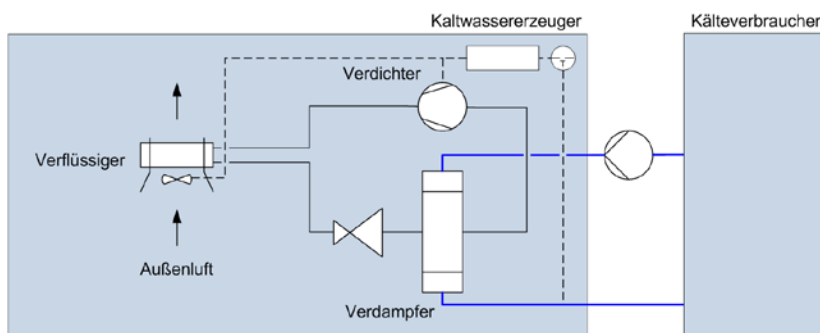 Kaltwassererzeuger
Kälteverbraucher
Verdichter
T
Verflüssiger
Außenluft
Verdampfer